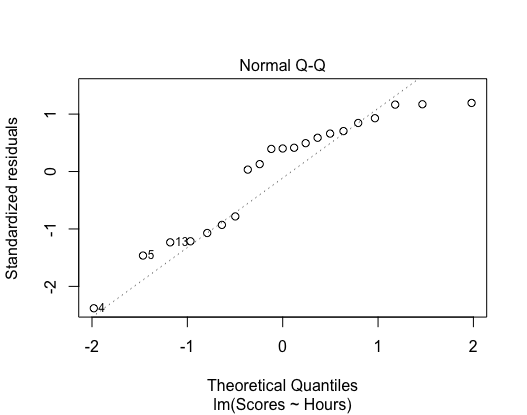 Normal Q-Q
Standardized residuals
1
0
-1
-2
13
5
4
-2 -1 0 1 2
Theoretical Quantiles
lm(Scores ~ Hours)